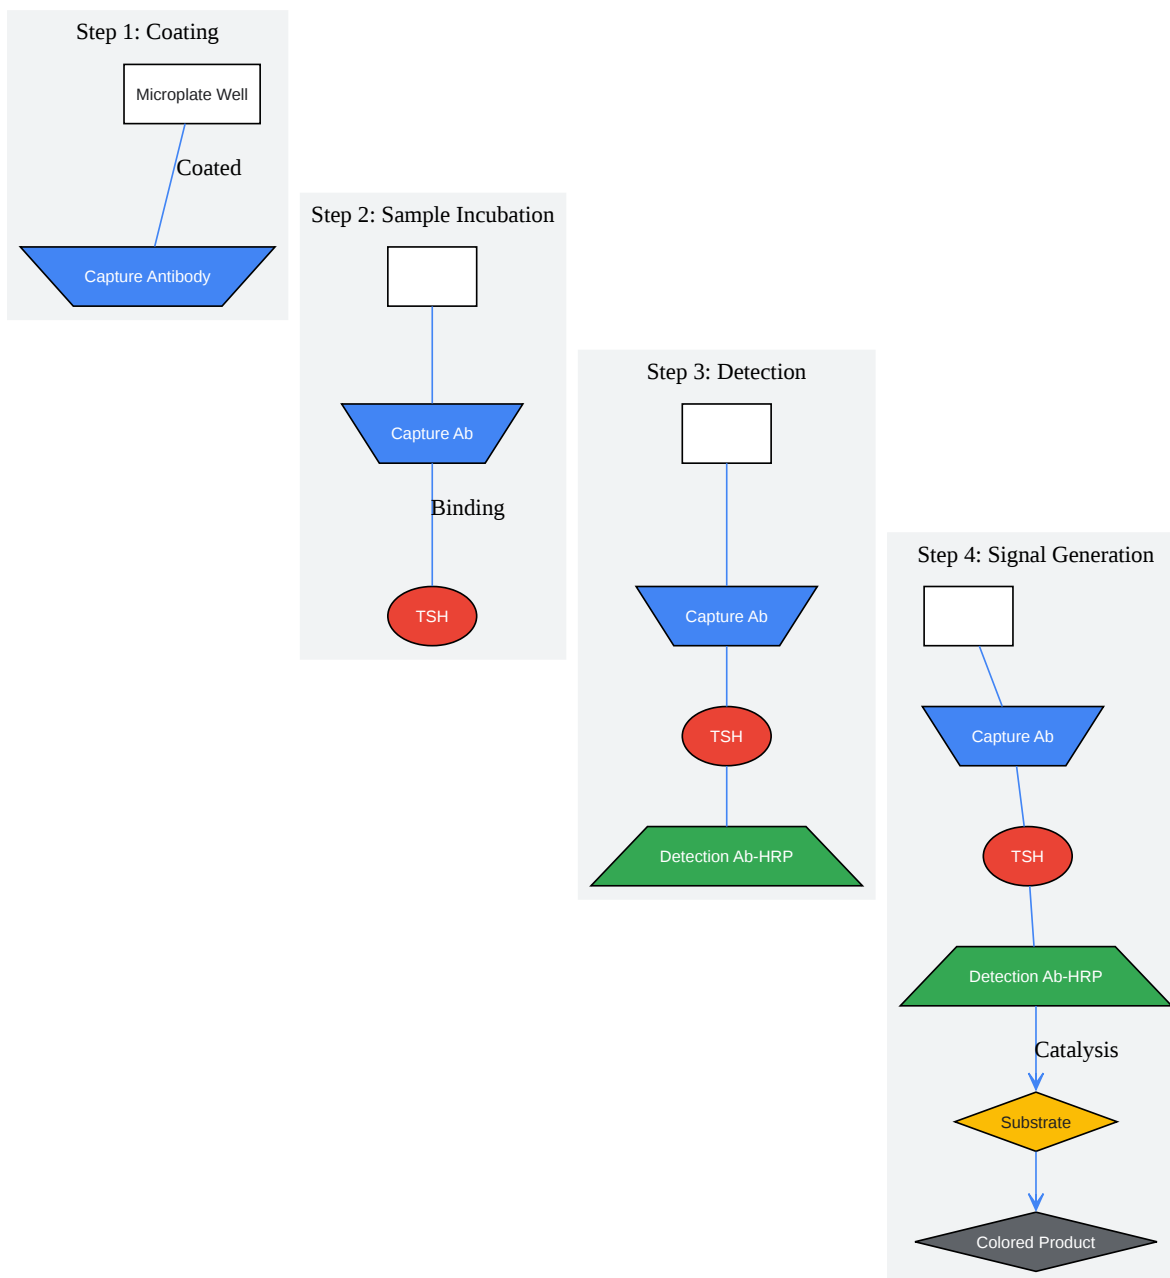 Step 1: Coating
Microplate Well
Coated
Capture Antibody
Step 2: Sample Incubation
Capture Ab
Binding
TSH
Step 3: Detection
Capture Ab
TSH
Detection Ab-HRP
Step 4: Signal Generation
Capture Ab
TSH
Detection Ab-HRP
Catalysis
Substrate
Colored Product